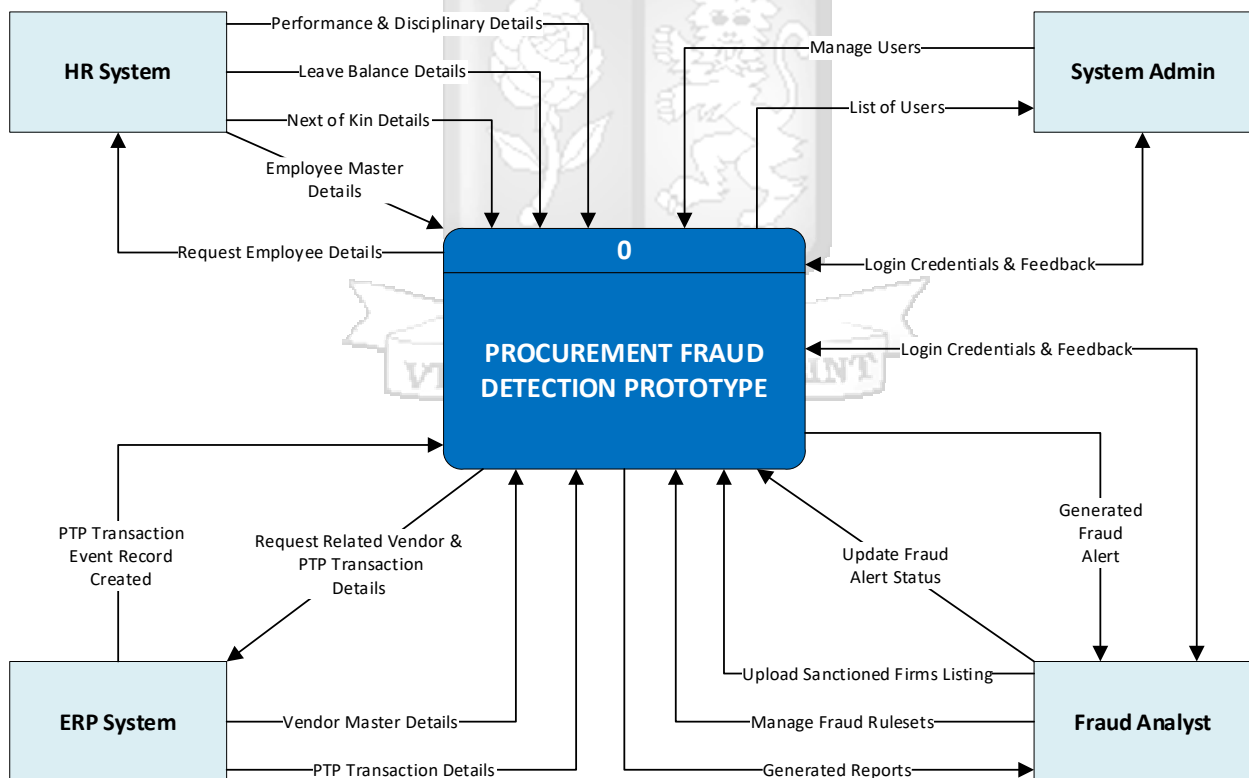 Performance & Disciplinary Details
HR System
Leave Balance Details
Next of Kin Details
Employee Master
Details
Request Employee Details
Manage Users
System Admin
List of Users
Login Credentials & Feedback
0
PROCUREMENT FRAUD
DETECTION PROTOTYPE
Login Credentials & Feedback
PTP Transaction
Event Record
Created
Request Related Vendor &
PTP Transaction
Details
Update Fraud
Alert Status
Generated
Fraud
Alert
ERP System
Vendor Master Details
PTP Transaction Details
Upload Sanctioned Firms Listing
Manage Fraud Rulesets
Generated Reports
Fraud Analyst